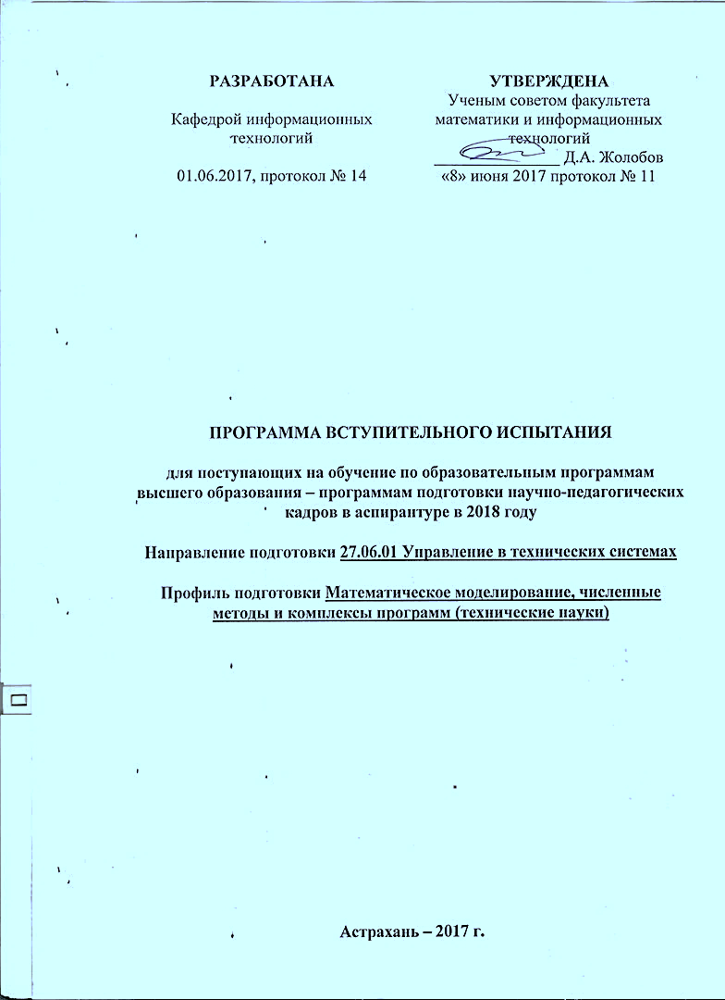 РАЗРАБОТАНА
Кафедрой информационных
технологий
01.06.2017, протокол № 14
УТВЕРЖДЕНА
Ученым советом факультета
математики и информационных
технологий
_______________ Д.А. Жолобов
«8» июня 2017 протокол № 11
ПРОГРАММА ВСТУПИТЕЛЬНОГО ИСПЫТАНИЯ
для поступающих на обучение по образовательным программам
высшего образования – программам подготовки научно-педагогических
кадров в аспирантуре в 2018 году
Направление подготовки 27.06.01 Управление в технических системах
Профиль подготовки Математическое моделирование, численные
методы и комплексы программ (технические науки)
Астрахань – 2017 г.